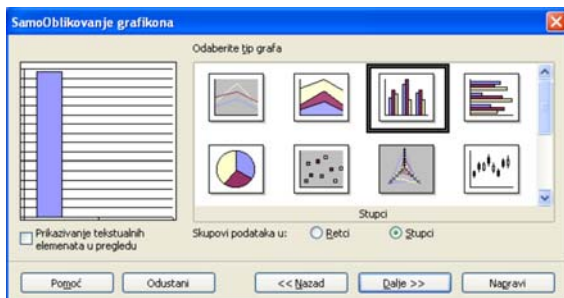 SamoOblikovanje grafikona
Odaberite tip grafa
Stupci
Prikazivanje tekstualnih
elemenata u pregledu
Skupovi podataka u: Retci Stupci
Pomoć Odustani << Nazad Dalje >> Napravi